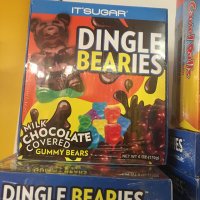 IT'SUGAR
DINGLE
BEARIES
MILK
CHOCOLATE
COVERED
GUMMY BEARS
DINGLE BEARIES